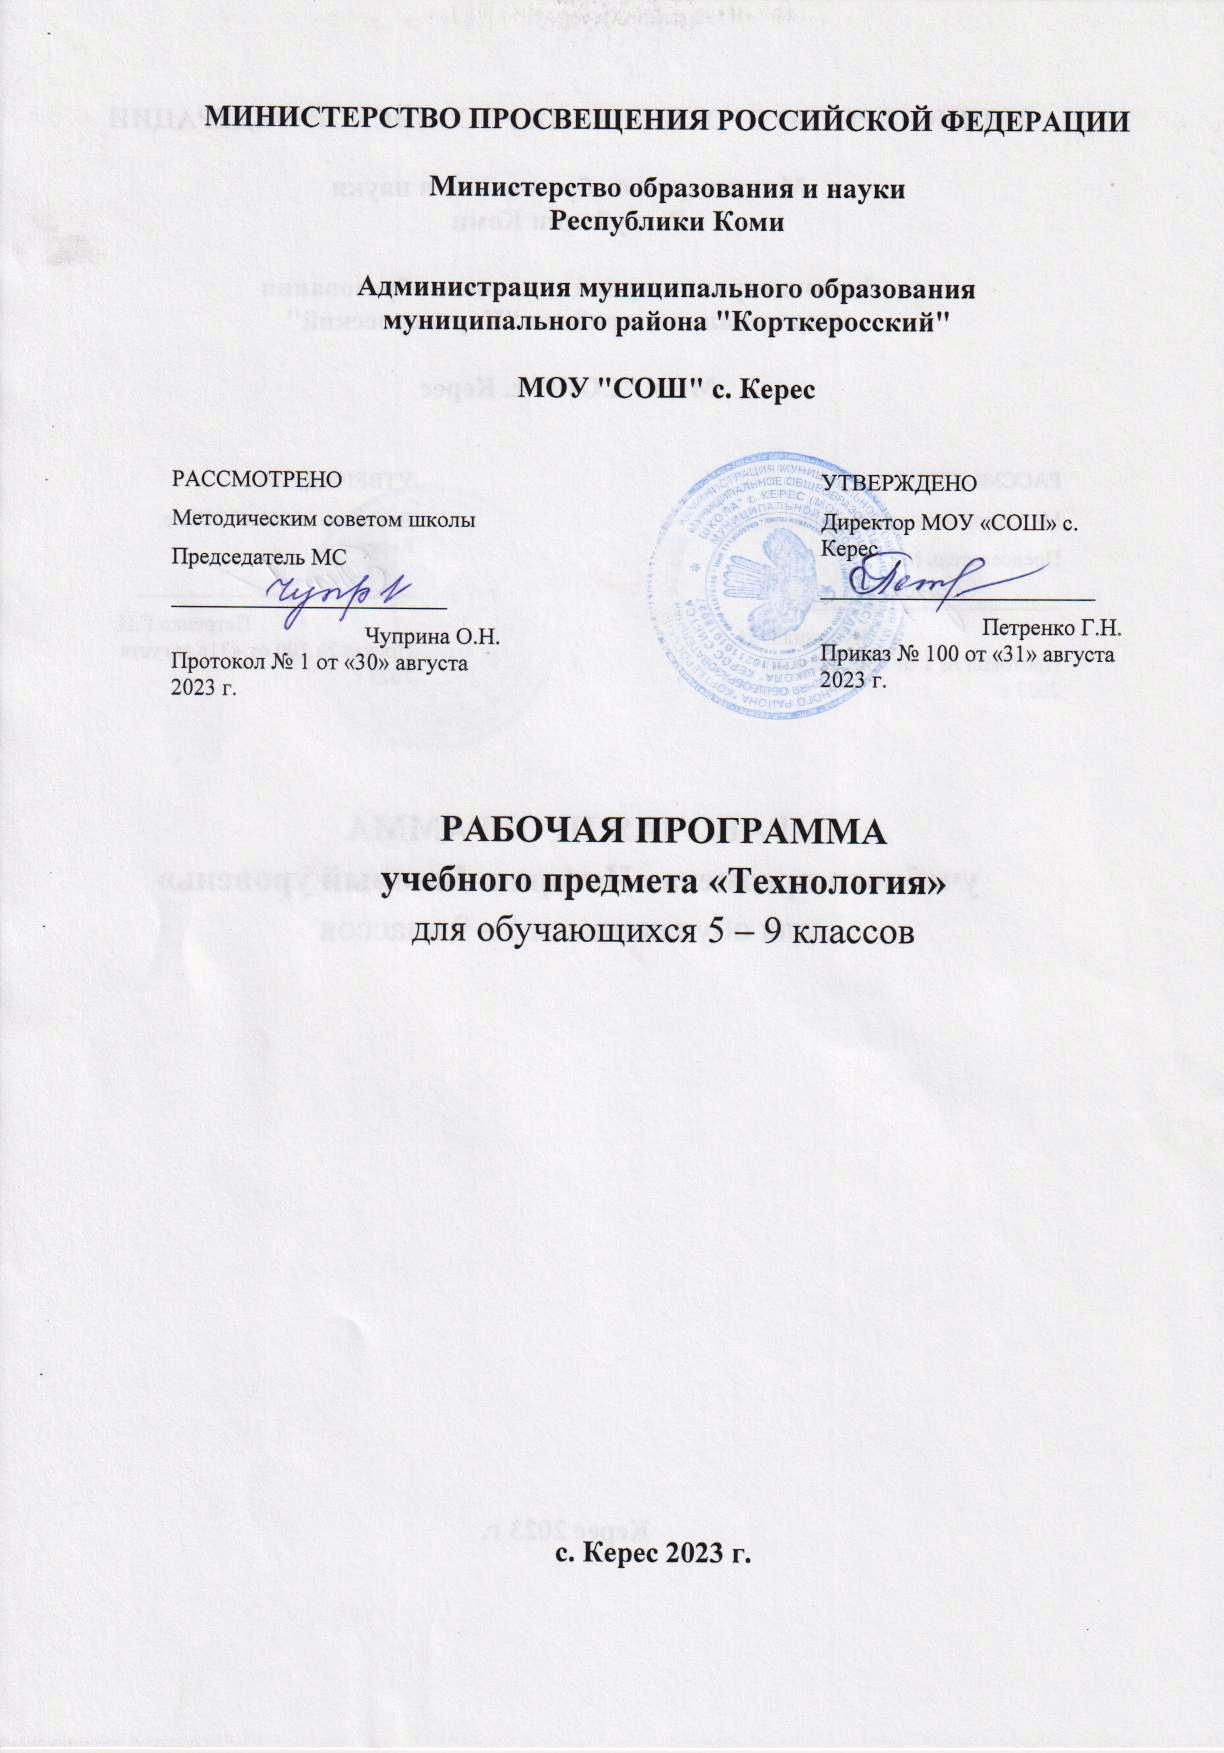 МИНИСТЕРСТВО ПРОСВЕЩЕНИЯ РОССИЙСКОЙ ФЕДЕРАЦИИ
Министерство образования и науки
Республики Коми
Администрация муниципального образования
муниципального района "Корткеросский"
МОУ "СОШ" с. Керес
РАССМОТРЕНО
Методическим советом школы
Председатель МС
Чуприна О.Н.
Протокол № 1 от «30» августа
2023 г.
УТВЕРЖДЕНО
Директор МОУ «СОШ» с.
Керес
Петренко Г.Н.
Приказ № 100 от «31» августа
2023 г.
РАБОЧАЯ ПРОГРАММА
учебного предмета «Технология»
для обучающихся 5 – 9 классов
с. Керес 2023 г.